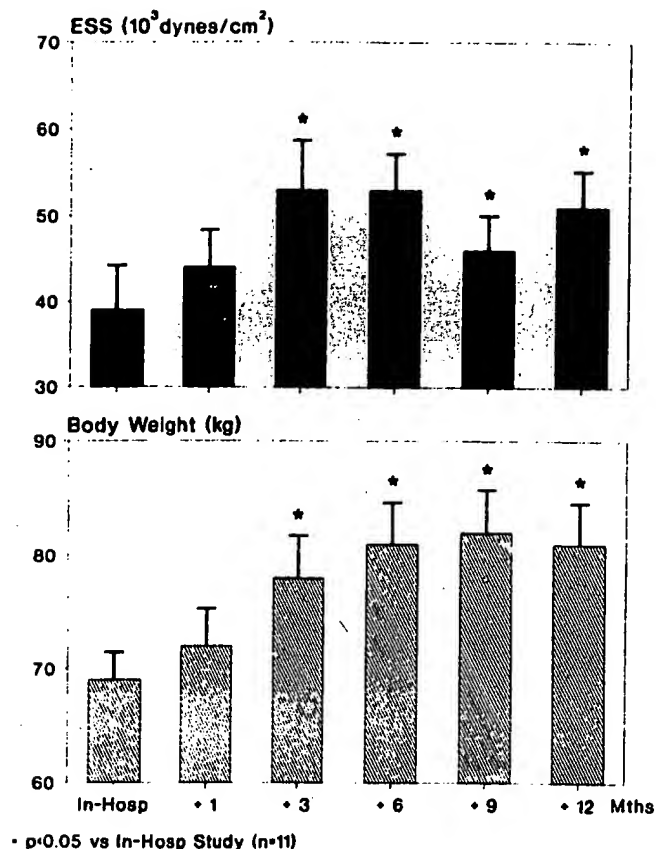 ESS (10³dynes/cm²)
70
60
50
40
30
* * * *
Body Weight (kg)
90
80
70
60
* * * *
In-Hosp +1 +3 +6 +9 +12 Mths
* p<0.05 vs In-Hosp Study (n=11)